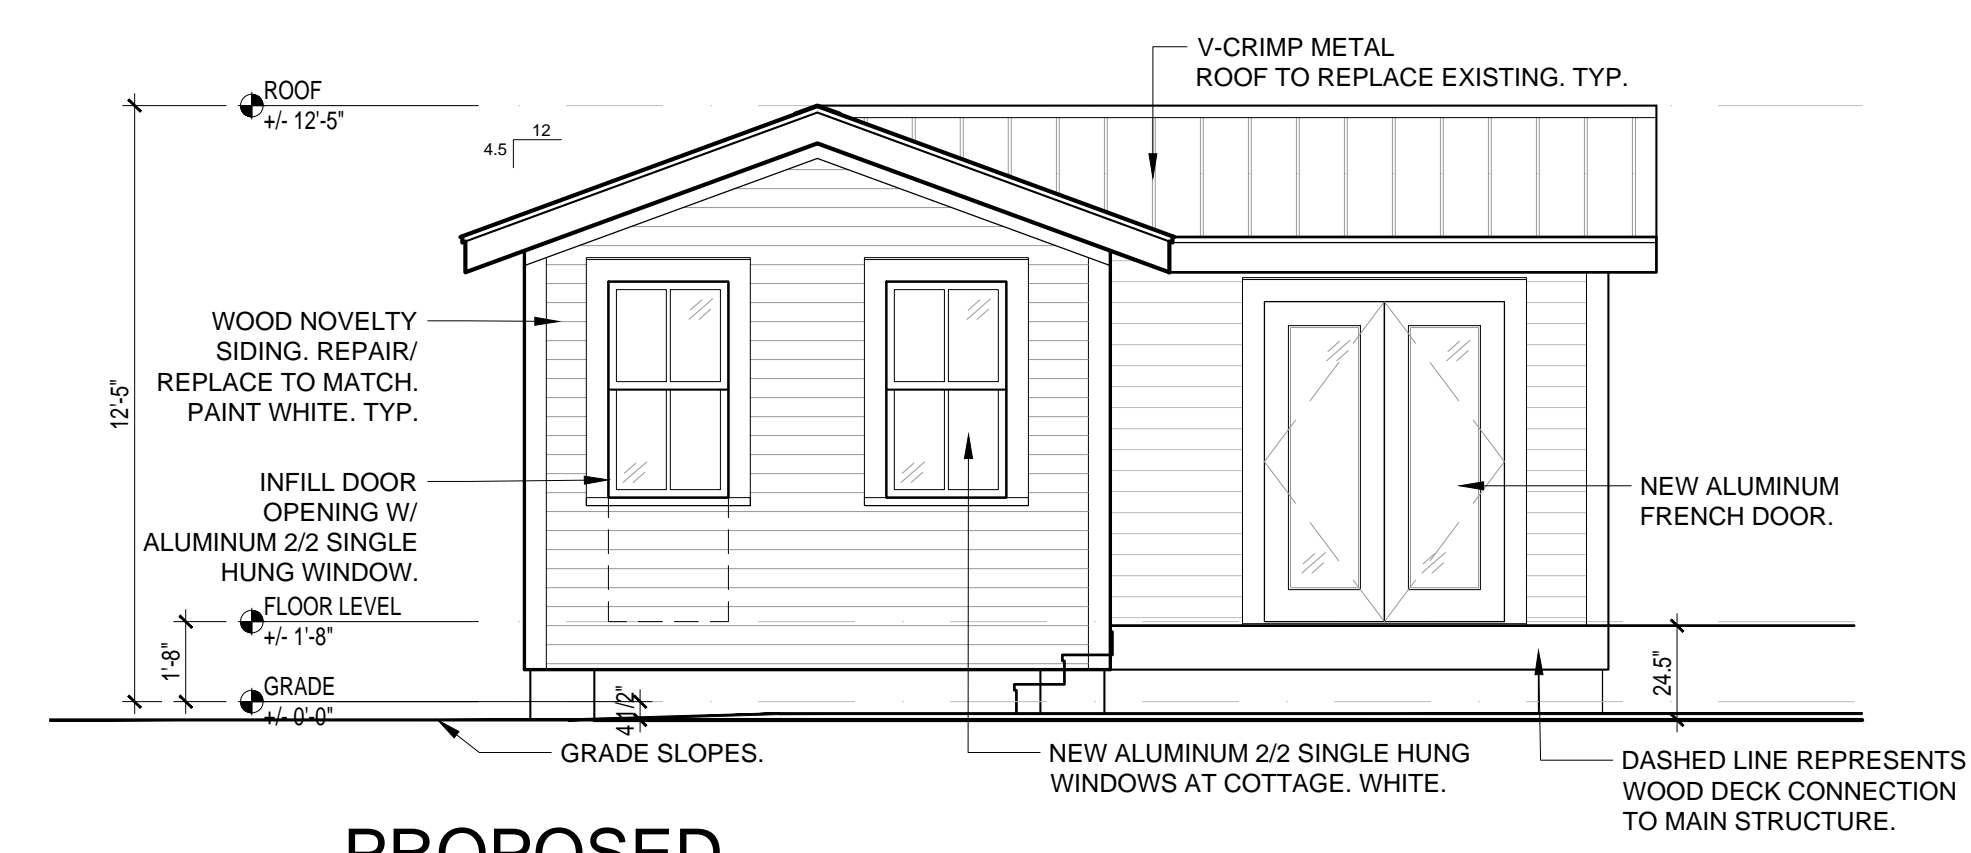 V-CRIMP METAL
ROOF TO REPLACE EXISTING. TYP.
ROOF
+/- 12'-5"
12
4.5
WOOD NOVELTY
SIDING. REPAIR/
REPLACE TO MATCH.
PAINT WHITE. TYP.
12'-5"
INFILL DOOR
OPENING W/
ALUMINUM 2/2 SINGLE
HUNG WINDOW.
NEW ALUMINUM
FRENCH DOOR.
FLOOR LEVEL
+/- 1'-8"
1'-8"
24.5"
GRADE
+/- 0'-0"
4 1/2"
GRADE SLOPES.
NEW ALUMINUM 2/2 SINGLE HUNG
WINDOWS AT COTTAGE. WHITE.
DASHED LINE REPRESENTS
WOOD DECK CONNECTION
TO MAIN STRUCTURE.
PROPOSED